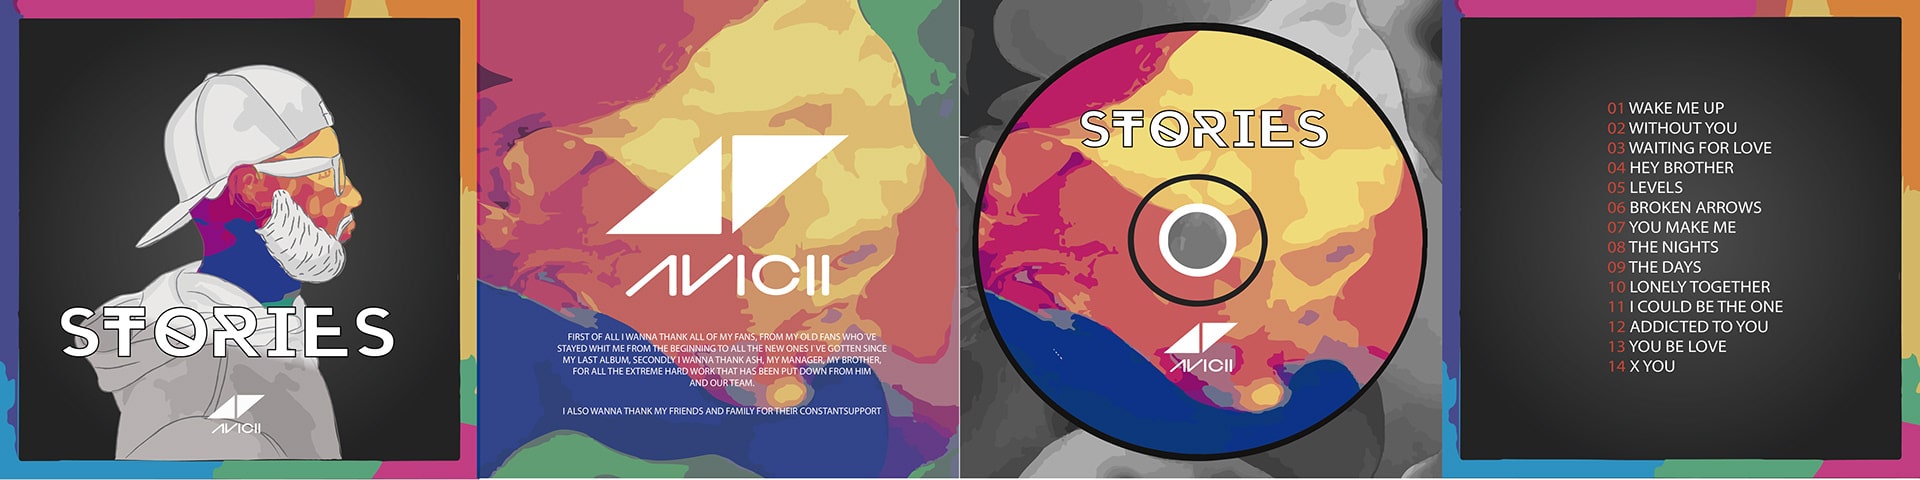 STORIES
AVICII
AVICII
FIRST OF ALL I WANNA THANK ALL OF MY FANS, FROM MY OLD FANS WHO´VE
STAYED WHIT ME FROM THE BEGINNING TO ALL THE NEW ONES I´VE GOTTEN SINCE
MY LAST ALBUM, SECONDLY I WANNA THANK ASH, MY MANAGER, MY BROTHER,
FOR ALL THE EXTREME HARD WORK THAT HAS BEEN PUT DOWN FROM HIM
AND OUR TEAM.
I ALSO WANNA THANK MY FRIENDS AND FAMILY FOR THEIR CONSTANTSUPPORT
STORIES
AVICII
01 WAKE ME UP
02 WITHOUT YOU
03 WAITING FOR LOVE
04 HEY BROTHER
05 LEVELS
06 BROKEN ARROWS
07 YOU MAKE ME
08 THE NIGHTS
09 THE DAYS
10 LONELY TOGETHER
11 I COULD BE THE ONE
12 ADDICTED TO YOU
13 YOU BE LOVE
14 X YOU